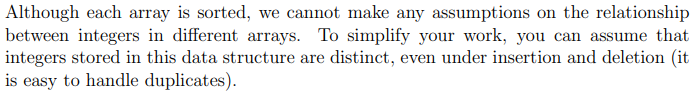 Although each array is sorted, we cannot make any assumptions on the relationship
between integers in different arrays. To simplify your work, you can assume that
integers stored in this data structure are distinct, even under insertion and deletion (it
is easy to handle duplicates).